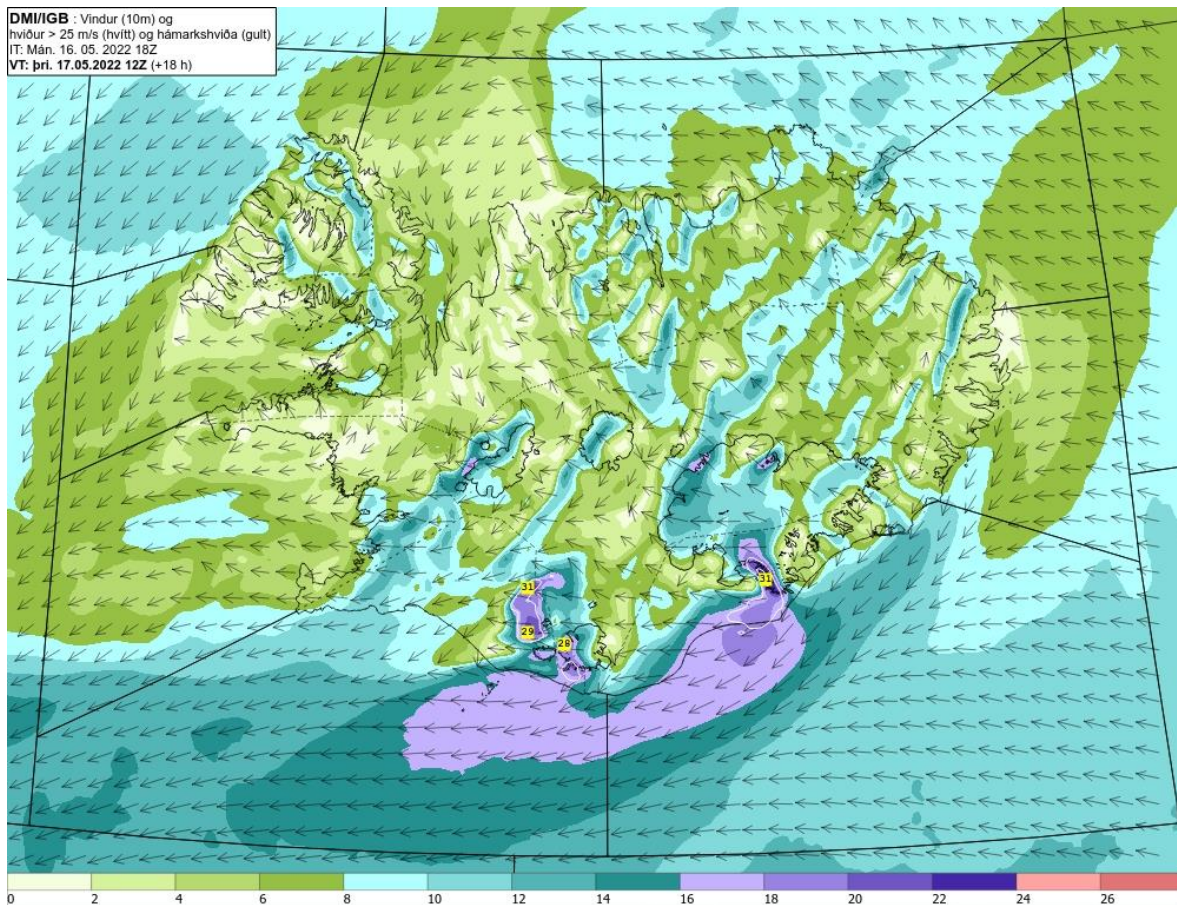 DMI/IGB : Vindur (10m) og
hviður > 25 m/s (hvítt) og hámarkshviða (gult)
IT: Mán. 16. 05. 2022 18Z
VT: þri. 17.05.2022 12Z (+18 h)
31
31
29
28
0 2 4 6 8 10 12 14 16 18 20 22 24 26